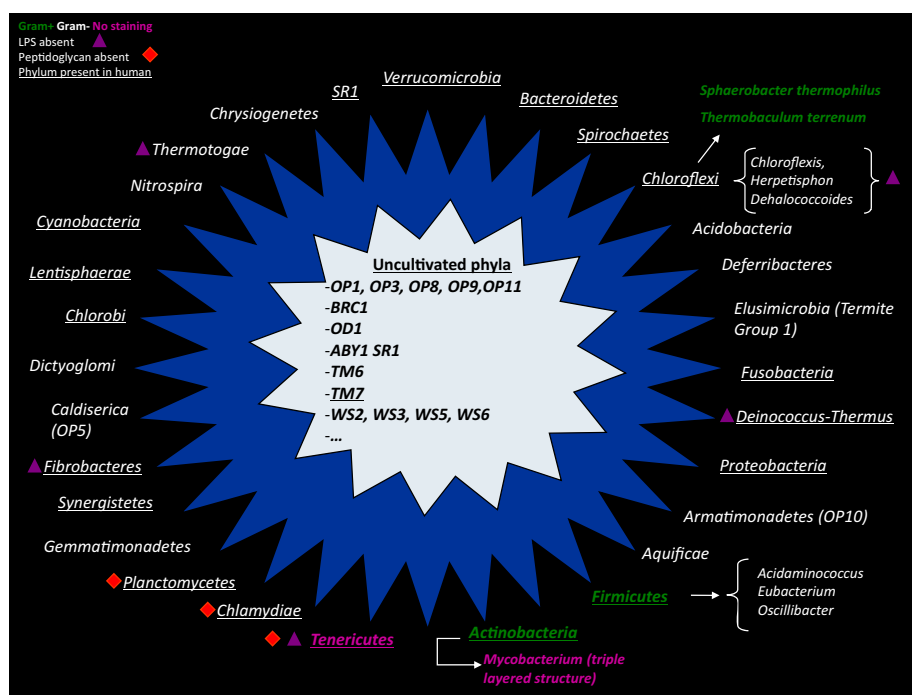 Gram+ Gram- No staining
LPS absent
Peptidoglycan absent
Phylum present in human
Verrucomicrobia
SR1
Bacteroidetes
Chrysiogenetes
Spirochaetes
Sphaerobacter thermophilus
Thermobaculum terrenum
Thermotogae
Nitrospira
Chloroflexi
Chloroflexis,
Herpetisphon
Dehalococcoides
Cyanobacteria
Acidobacteria
Lentisphaerae
Deferribacteres
Chlorobi
Elusimicrobia (Termite
Group 1)
Dictyoglomi
Fusobacteria
Caldiserica
(OP5)
Deinococcus-Thermus
Fibrobacteres
Proteobacteria
Synergistetes
Armatimonadetes (OP10)
Gemmatimonadetes
Aquificae
Planctomycetes
Firmicutes
Acidaminococcus
Eubacterium
Oscillibacter
Chlamydiae
Tenericutes
Actinobacteria
Mycobacterium (triple
layered structure)
Uncultivated phyla
-OP1, OP3, OP8, OP9,OP11
-BRC1
-OD1
-ABY1 SR1
-TM6
-TM7
-WS2, WS3, WS5, WS6
-...